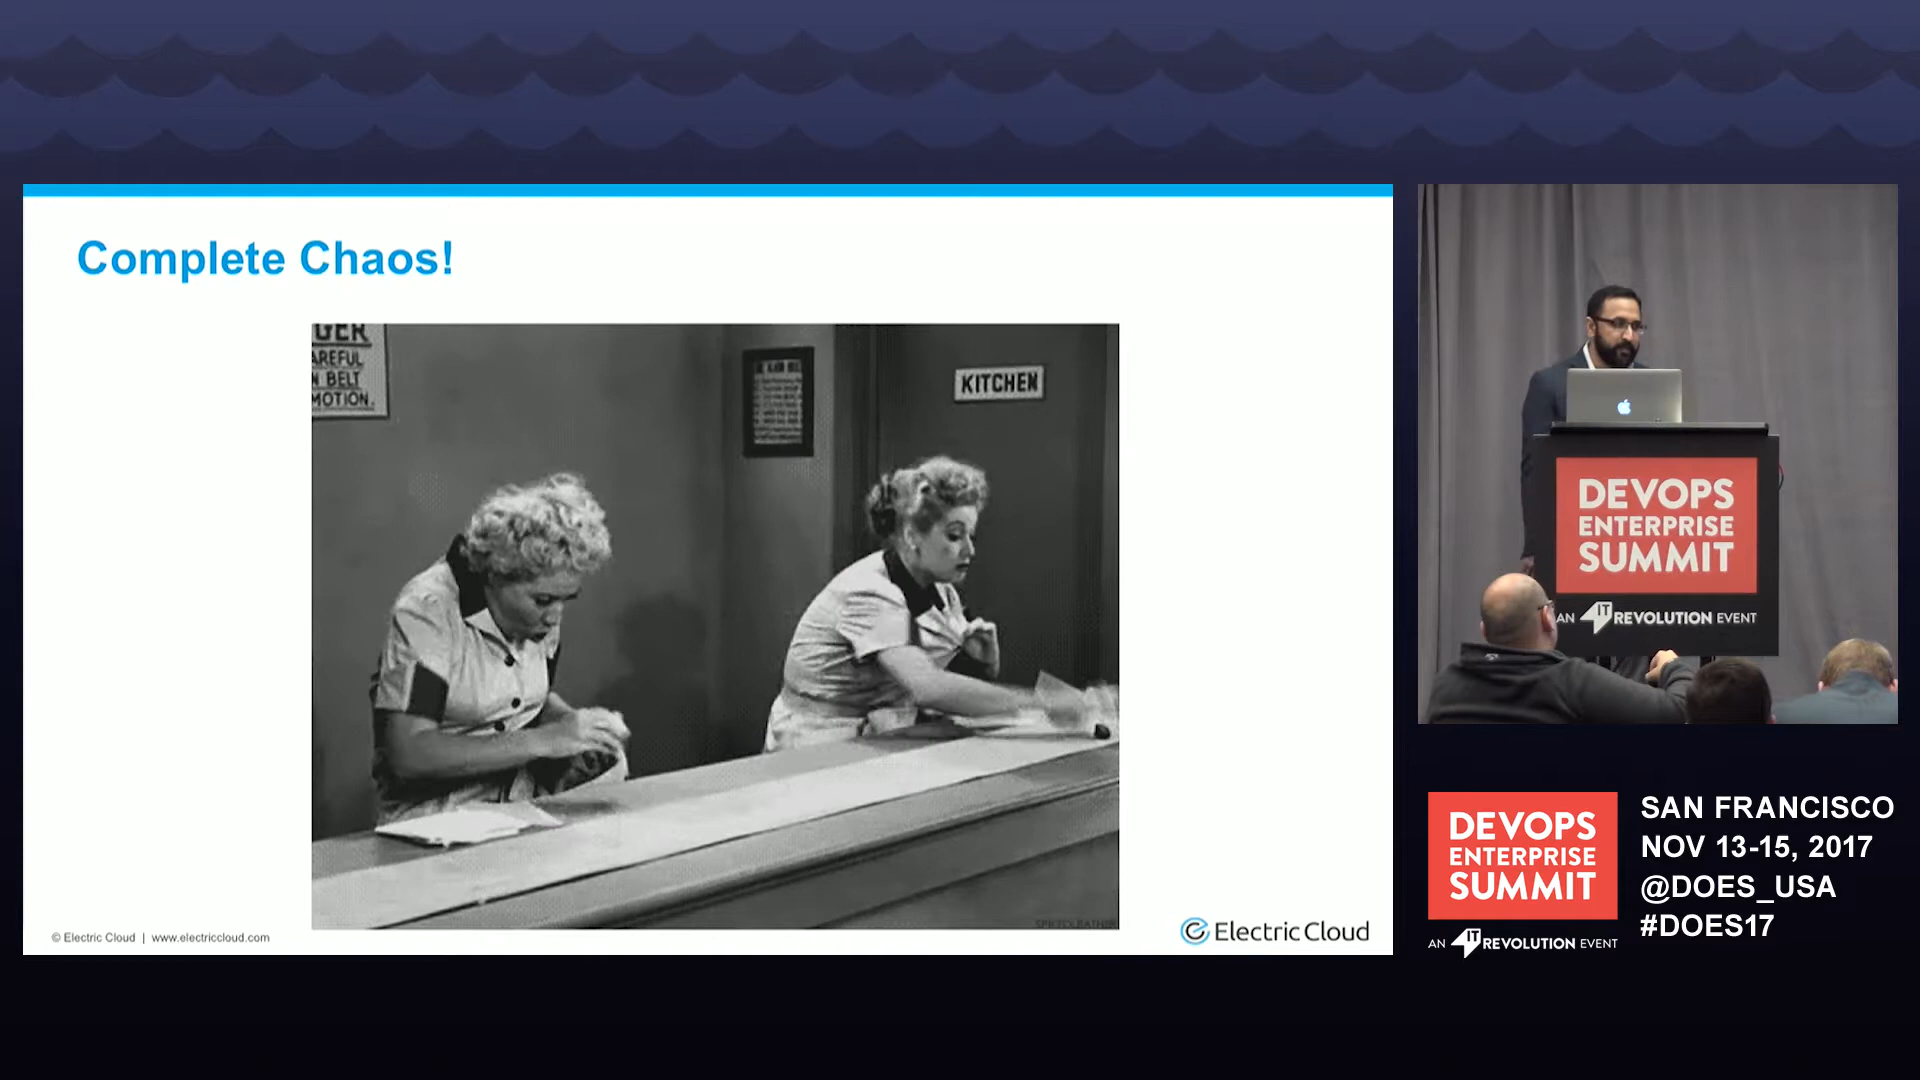 Complete Chaos!
GER
AREFUL
N BELT
MOTION.
KITCHEN
© Electric Cloud | www.electriccloud.com
Electric Cloud
DEVOPS
ENTERPRISE
SUMMIT
AN IT REVOLUTION EVENT
DEVOPS
ENTERPRISE
SUMMIT
AN IT REVOLUTION EVENT
SAN FRANCISCO
NOV 13-15, 2017
@DOES_USA
#DOES17